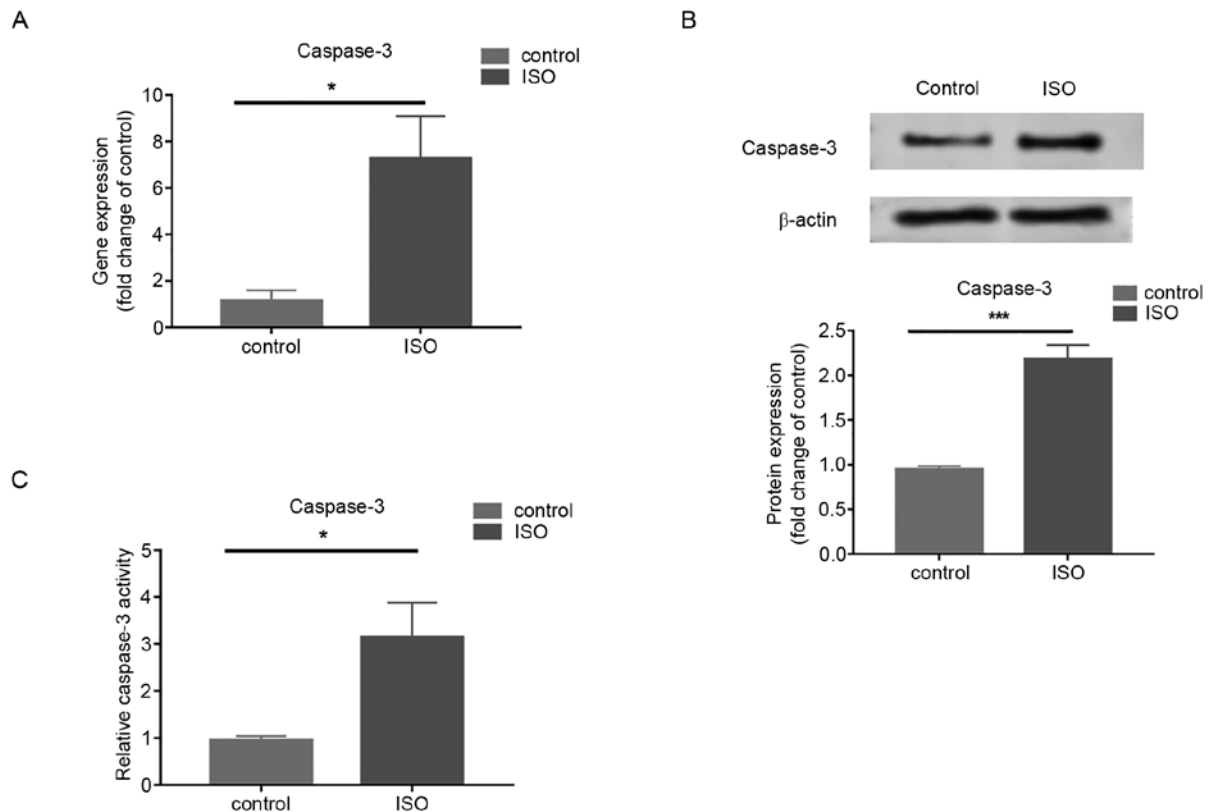 A
Caspase-3
control
ISO
*
10
8
6
4
2
0
Gene expression
(fold change of control)
control ISO
B
Control ISO
Caspase-3
β-actin
Caspase-3
control
ISO
***
2.5
2.0
1.5
1.0
0.5
0.0
Protein expression
(fold change of control)
control ISO
C
Caspase-3
control
ISO
*
5
4
3
2
1
0
Relative caspase-3 activity
control ISO